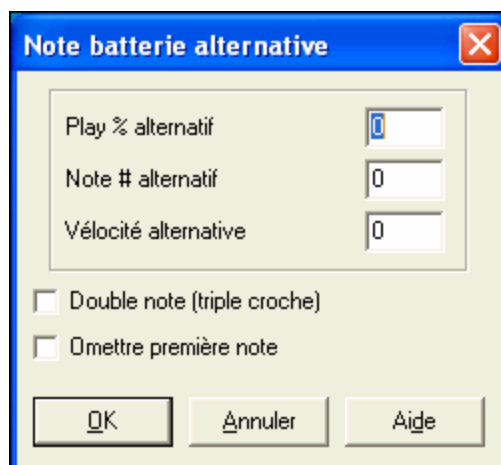 Note batterie alternative
Play % alternatif 0
Note # alternatif 0
Vélocité alternative 0
Double note (triple croche)
Omettre première note
OK Annuler Aide